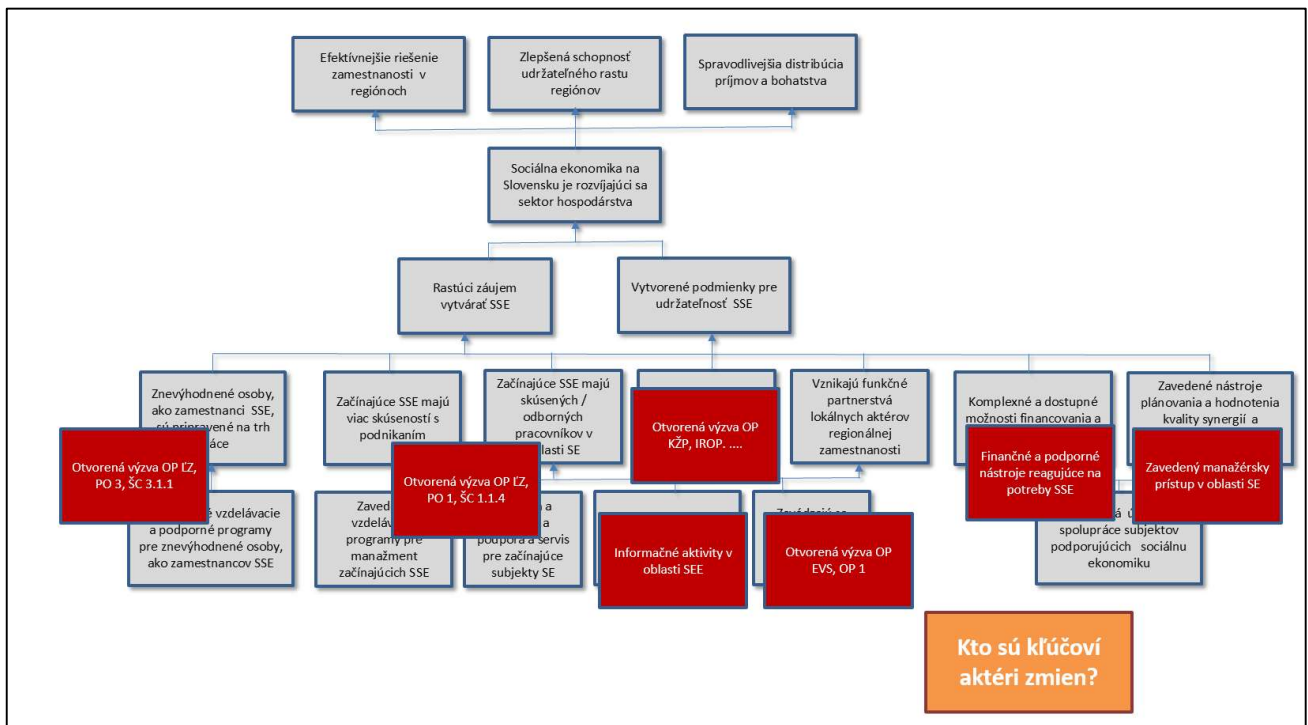 Efektívnejšie riešenie
zamestnanosti v
regiónoch
Zlepšená schopnosť
udržateľného rastu
regiónov
Spravodlivejšia distribúcia
príjmov a bohatstva
Sociálna ekonomika na
Slovensku je rozvíjajúci sa
sektor hospodárstva
Rastúci záujem
vytvárať SSE
Vytvorené podmienky pre
udržateľnosť SSE
Znevýhodnené osoby,
ako zamestnanci SSE,
sú pripravené na trh
Začínajúce SSE majú
viac skúseností s
podnikaním
Začínajúce SSE majú
skúsených /
odborných
pracovníkov v
oblasti SE
Otvorená výzva OP
KŽP, IROP. ....
Vznikajú funkčné
partnerstvá
lokálnych aktérov
regionálnej
zamestnanosti
Komplexné a dostupné
možnosti financovania a
Zavedené nástroje
plánovania a hodnotenia
kvality synergií a
Otvorená výzva OP ĽZ,
PO 3, ŠC 3.1.1
Otvorená výzva OP ĽZ,
PO 1, ŠC 1.1.4
Finančné a podporné
nástroje reagujúce na
potreby SSE
Zavedený manažérsky
prístup v oblasti SE
vzdelávacie
a podporné programy
pre znevýhodnené osoby,
ako zamestnancov SSE
programy pre
manažment
začínajúcich SSE
a
podpora a servis
pre začínajúce
subjekty SE
Informačné aktivity v
oblasti SEE
Otvorená výzva OP
EVS, OP 1
spolupráce subjektov
podporujúcich sociálnu
ekonomiku
Kto sú kľúčoví
aktéri zmien?